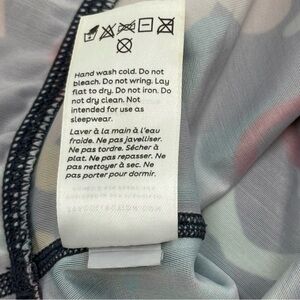 Hand wash cold. Do not
bleach. Do not wring. Lay
flat to dry. Do not iron. Do
not dry clean. Not
intended for use as
sleepwear.
Laver à la main à l'eau
froide. Ne pas javelliser.
Ne pas tordre. Sécher à
plat. Ne pas repasser. Ne
pas nettoyer à sec. Ne
pas porter pour dormir.